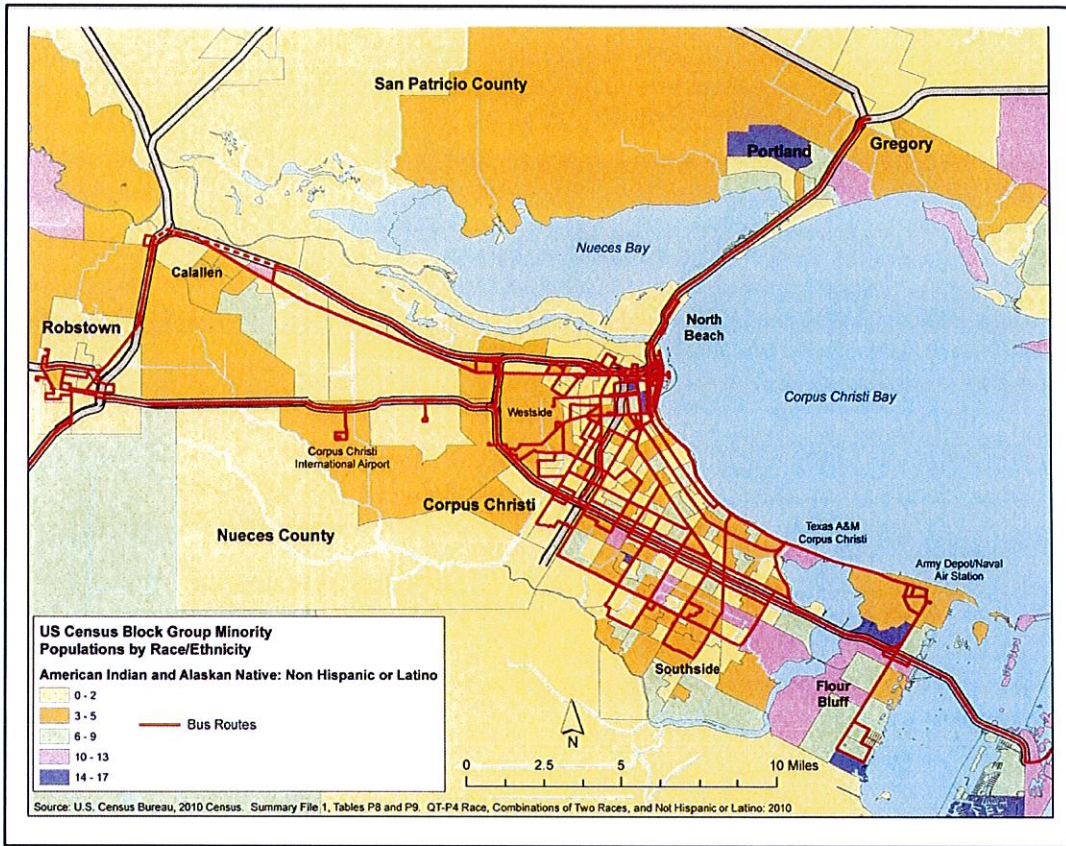 San Patricio County
Portland
Gregory
Nueces Bay
Calallen
Robstown
North
Beach
Corpus Christi Bay
Westside
Corpus Christi
International Airport
Corpus Christi
Nueces County
Texas A&M
Corpus Christi
Army Depot/Naval
Air Station
Southside
Flour
Bluff
US Census Block Group Minority
Populations by Race/Ethnicity
American Indian and Alaskan Native: Non Hispanic or Latino
0 - 2
3 - 5
6 - 9
10 - 13
14 - 17
Bus Routes
N
0 2.5 5 10 Miles
Source: U.S. Census Bureau, 2010 Census. Summary File 1, Tables P8 and P9. QT-P4 Race, Combinations of Two Races, and Not Hispanic or Latino: 2010